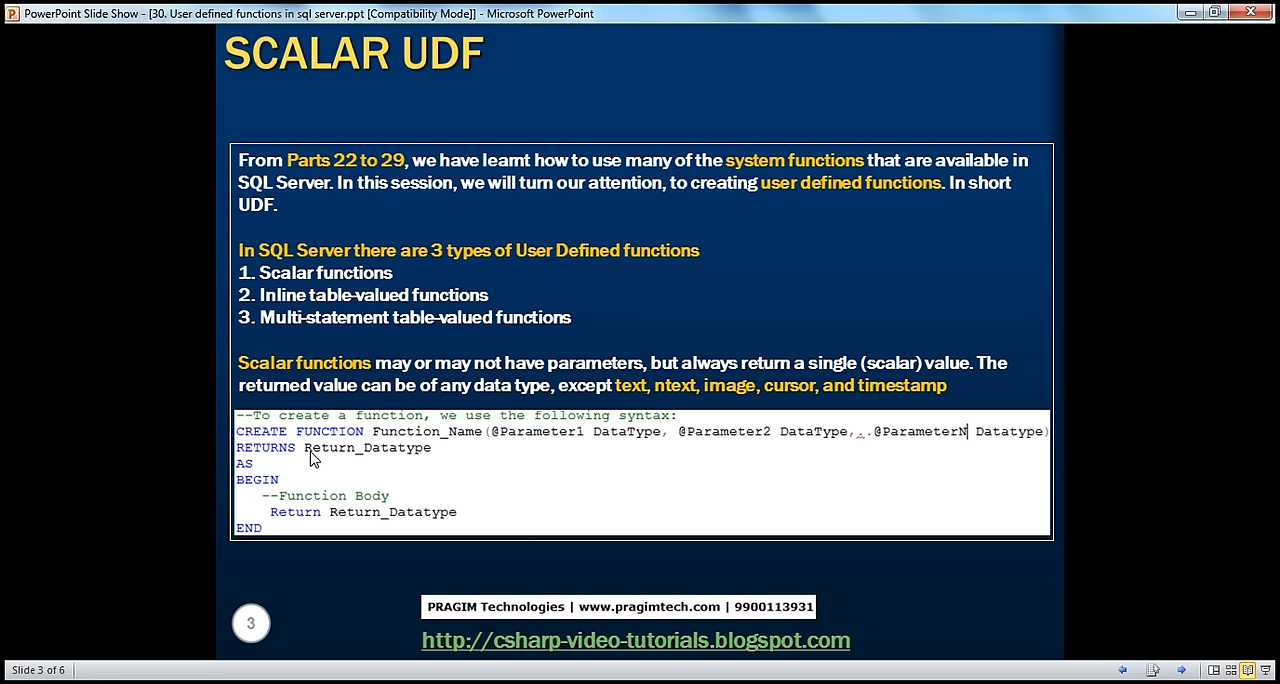 PowerPoint Slide Show - [30. User defined functions in sql server.ppt [Compatibility Mode]] - Microsoft PowerPoint
SCALAR UDF
From Parts 22 to 29, we have learnt how to use many of the system functions that are available in
SQL Server. In this session, we will turn our attention, to creating user defined functions. In short
UDF.
In SQL Server there are 3 types of User Defined functions
1. Scalar functions
2. Inline table-valued functions
3. Multi-statement table-valued functions
Scalar functions may or may not have parameters, but always return a single (scalar) value. The
returned value can be of any data type, except text, ntext, image, cursor, and timestamp
--To create a function, we use the following syntax:
CREATE FUNCTION Function_Name(@Parameter1 DataType, @Parameter2 DataType,..@ParameterN Datatype)
RETURNS Return_Datatype
AS
BEGIN
--Function Body
Return Return_Datatype
END
3
PRAGIM Technologies | www.pragimtech.com | 9900113931
http://csharp-video-tutorials.blogspot.com
Slide 3 of 6